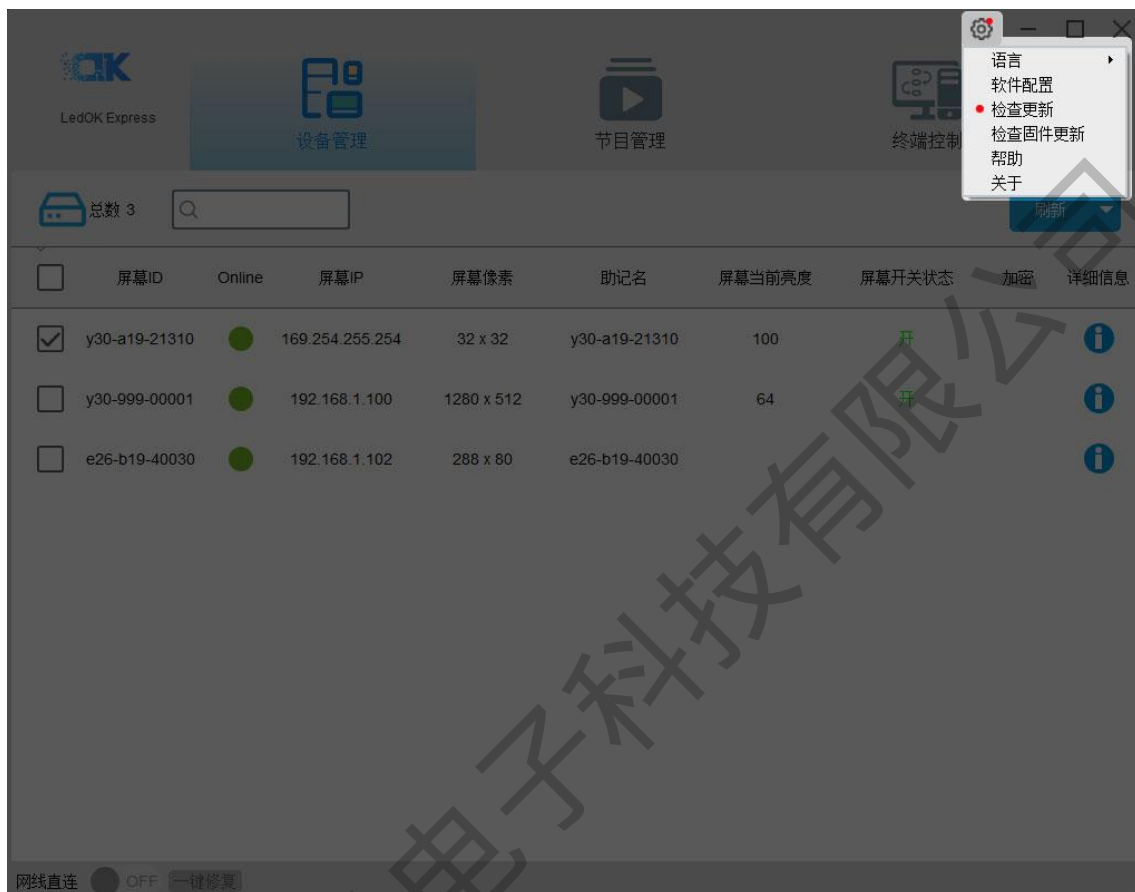 语言
软件配置
检查更新
检查固件更新
帮助
关于
OK
LedOK Express
设备管理
节目管理
终端控制
总数 3
刷新
屏幕ID Online 屏幕IP 屏幕像素 助记名 屏幕当前亮度 屏幕开关状态 加密 详细信息
y30-a19-21310 169.254.255.254 32 x 32 y30-a19-21310 100 开
y30-999-00001 192.168.1.100 1280 x 512 y30-999-00001 64 开
e26-b19-40030 192.168.1.102 288 x 80 e26-b19-40030
网线直连 OFF 一键修复
电子科技有限公司